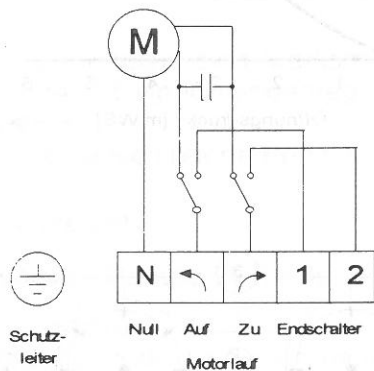 M
N 1 2
Schutz-
leiter
Null Auf Zu Endschalter
Motorlauf